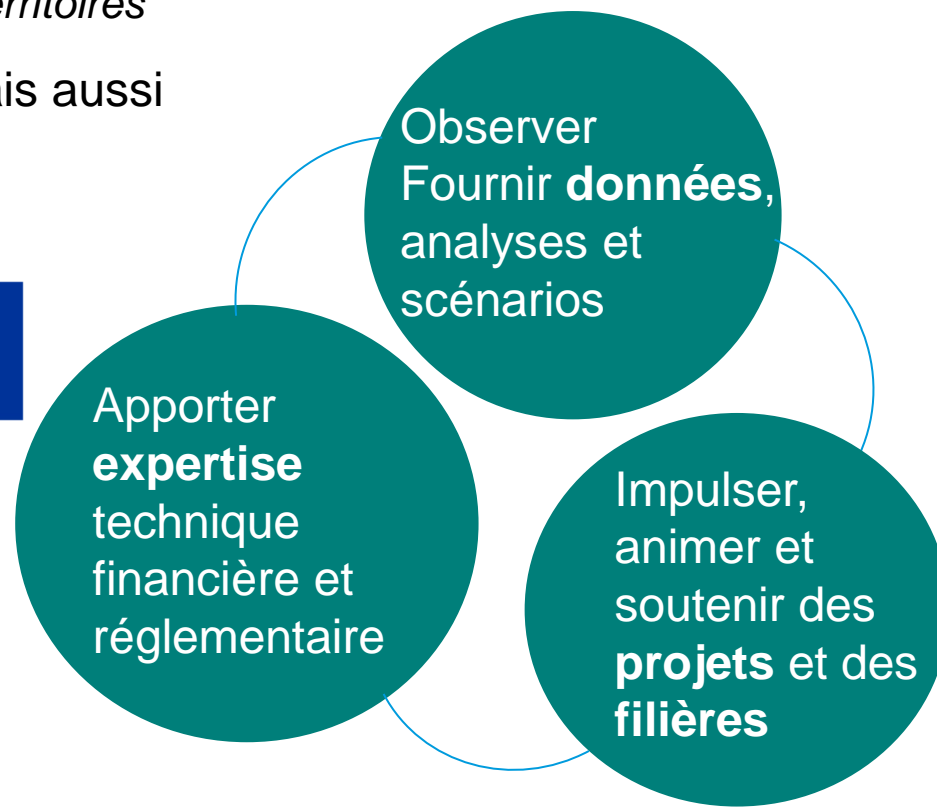 territoires
ais aussi
Observer
Fournir données,
analyses et
scénarios
Apporter
expertise
technique
financière et
réglementaire
Impulser,
animer et
soutenir des
projets et des
filières